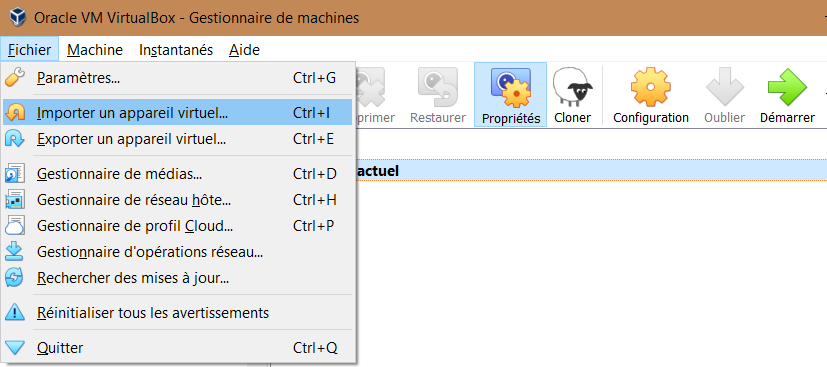 Oracle VM VirtualBox - Gestionnaire de machines
Fichier Machine Instantanés Aide
Paramètres... Ctrl+G
Importer un appareil virtuel... Ctrl+I
Exporter un appareil virtuel... Ctrl+E
Gestionnaire de médias... Ctrl+D
Gestionnaire de réseau hôte... Ctrl+H
Gestionnaire de profil Cloud... Ctrl+P
Gestionnaire d'opérations réseau...
Rechercher des mises à jour...
Réinitialiser tous les avertissements
Quitter Ctrl+Q
Restaurer Propriétés Cloner Configuration Oublier Démarrer
actuel